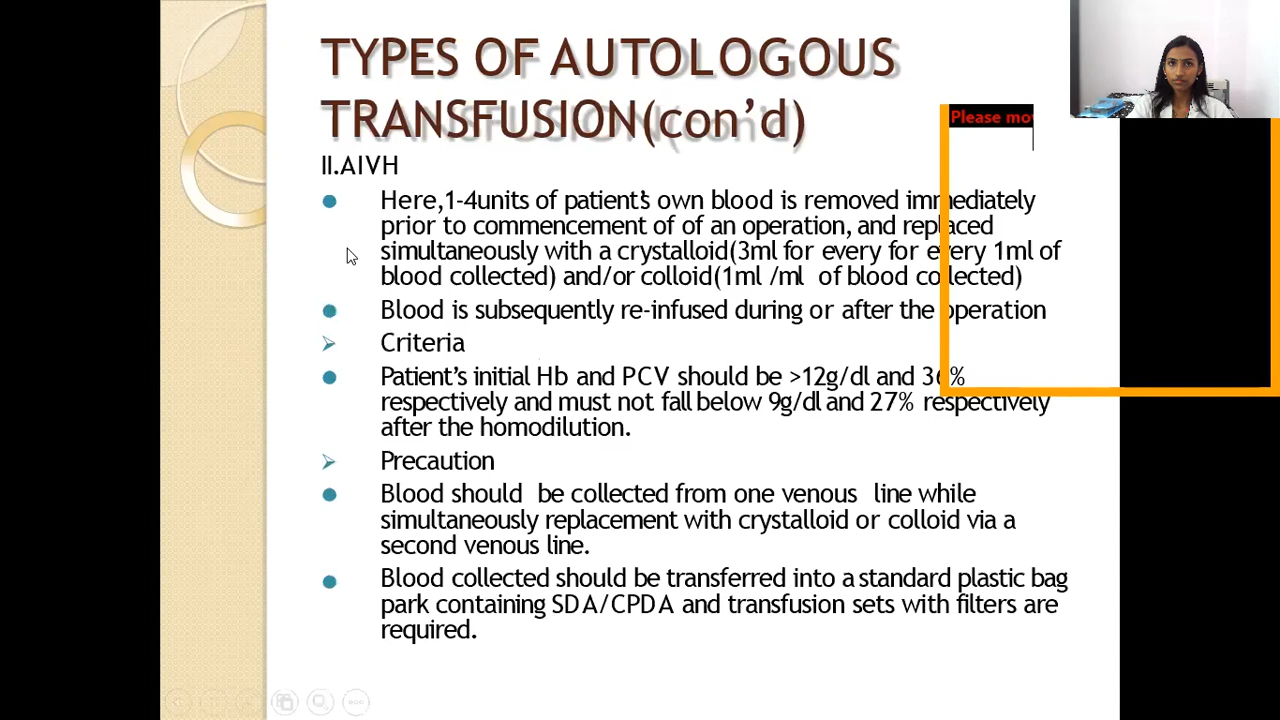 TYPES OF AUTOLOGOUS
TRANSFUSION(con’d)
Please mo
II.AIVH
Here,1-4units of patient’s own blood is removed immediately
prior to commencement of of an operation, and replaced
simultaneously with a crystalloid(3ml for every for every 1ml of
blood collected) and/or colloid(1ml /ml of blood collected)
Blood is subsequently re-infused during or after the operation
Criteria
Patient’s initial Hb and PCV should be >12g/dl and 36%
respectively and must not fall below 9g/dl and 27% respectively
after the homodilution.
Precaution
Blood should be collected from one venous line while
simultaneously replacement with crystalloid or colloid via a
second venous line.
Blood collected should be transferred into a standard plastic bag
park containing SDA/CPDA and transfusion sets with filters are
required.